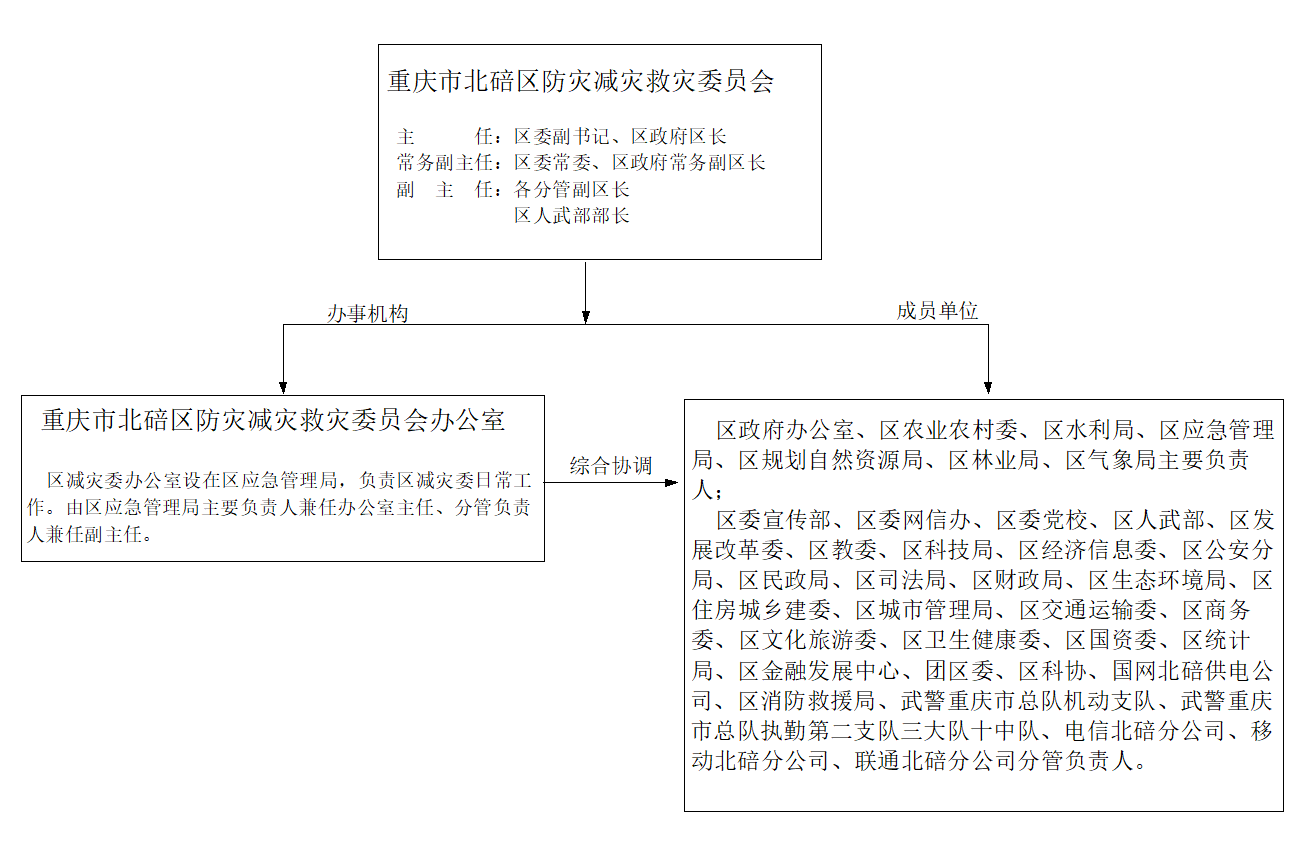 重庆市北碚区防灾减灾救灾委员会
主　　　任：区委副书记、区政府区长
常务副主任：区委常委、区政府常务副区长
副　主　任：各分管副区长
区人武部部长
办事机构
成员单位
重庆市北碚区防灾减灾救灾委员会办公室
区减灾委办公室设在区应急管理局，负责区减灾委日常工
作。由区应急管理局主要负责人兼任办公室主任、分管负责
人兼任副主任。
综合协调
区政府办公室、区农业农村委、区水利局、区应急管理
局、区规划自然资源局、区林业局、区气象局主要负责
人；
区委宣传部、区委网信办、区委党校、区人武部、区发
展改革委、区教委、区科技局、区经济信息委、区公安分
局、区民政局、区司法局、区财政局、区生态环境局、区
住房城乡建委、区城市管理局、区交通运输委、区商务
委、区文化旅游委、区卫生健康委、区国资委、区统计
局、区金融发展中心、团区委、区科协、国网北碚供电公
司、区消防救援局、武警重庆市总队机动支队、武警重庆
市总队执勤第二支队三大队十中队、电信北碚分公司、移
动北碚分公司、联通北碚分公司分管负责人。